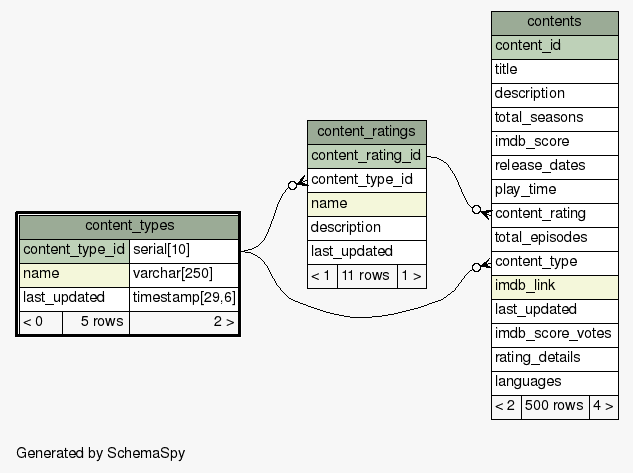 contents
content_id
title
description
total_seasons
imdb_score
release_dates
play_time
content_rating
total_episodes
content_type
imdb_link
last_updated
imdb_score_votes
rating_details
languages
< 2 500 rows 4 >
content_ratings
content_rating_id
content_type_id
name
description
last_updated
< 1 11 rows 1 >
content_types
content_type_id serial[10]
name varchar[250]
last_updated timestamp[29,6]
< 0 5 rows 2 >
Generated by SchemaSpy